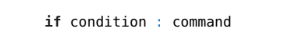 if condition : command